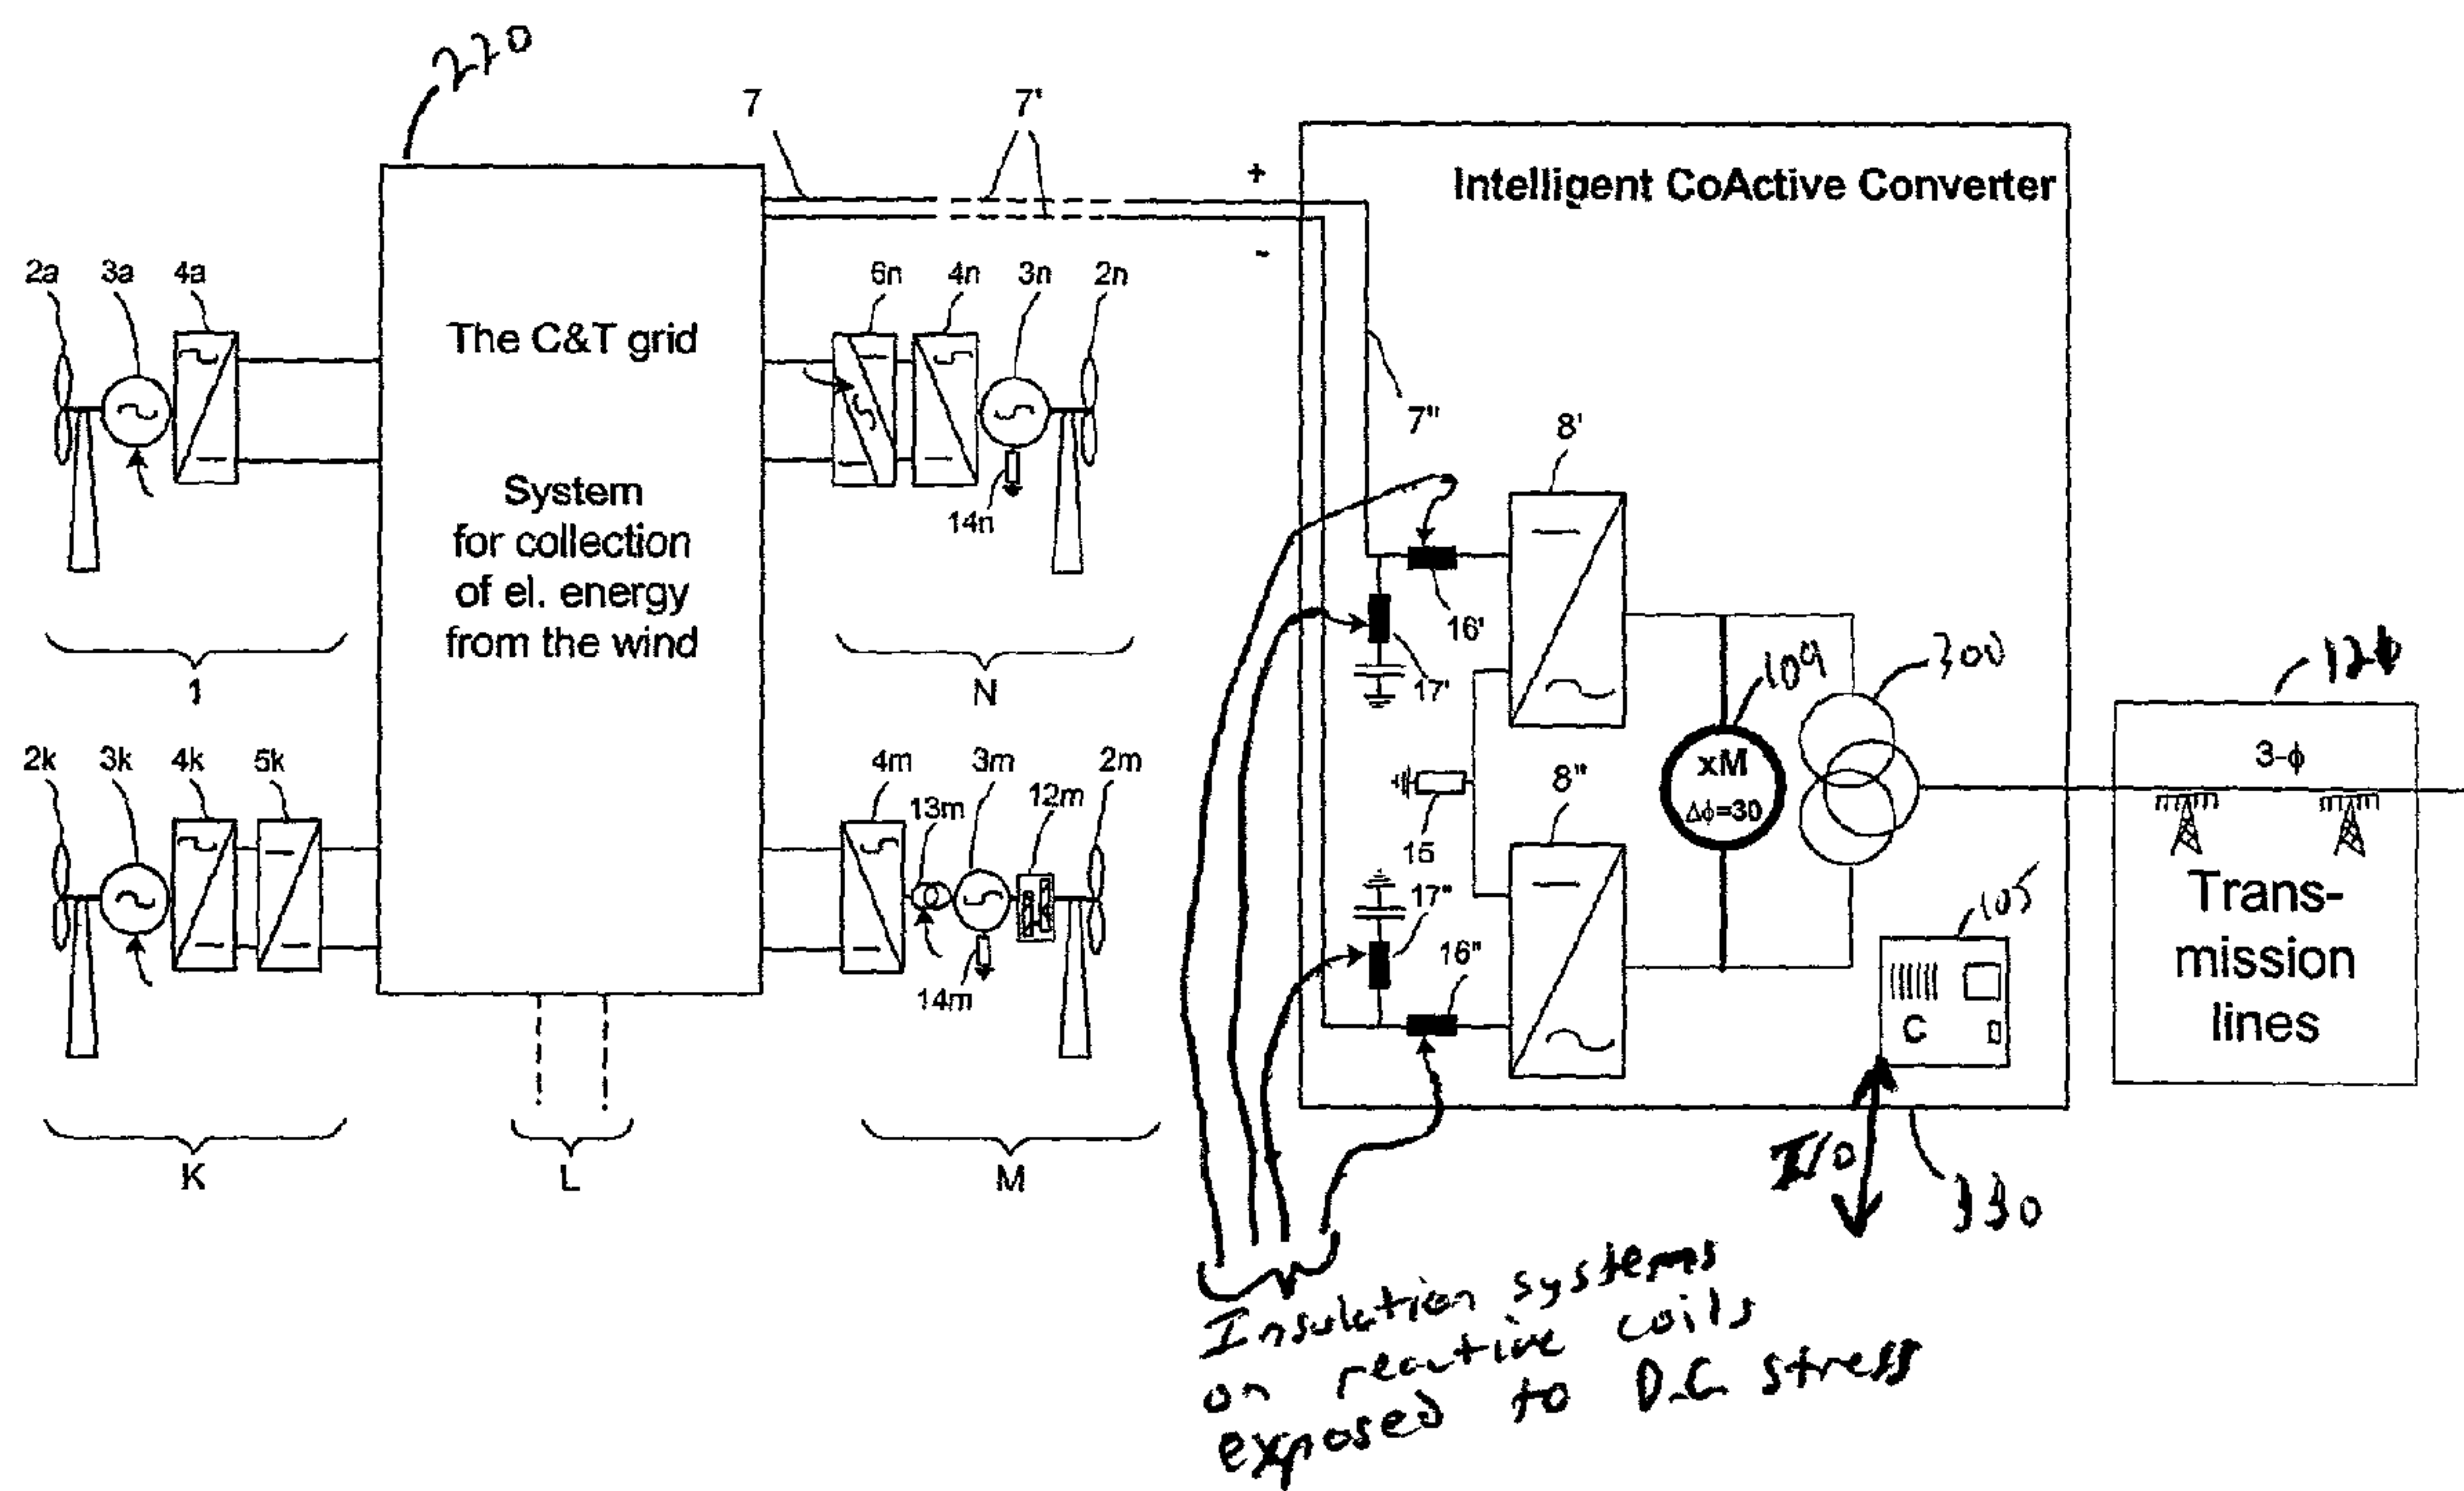 270
7
7'
+
-
Intelligent CoActive Converter
2a
3a
4a
6n
4n
3n
2n
The C&T grid
System
for collection
of el. energy
from the wind
14n
7"
8'
16'
17'
1
N
109
300
124
2k
3k
4k
5k
4m
13m
3m
12m
2m
xM
Δϕ=30
3-ϕ
8"
15
17"
16"
14m
105
C
Trans-
mission
lines
K
L
M
I/O
330
Insulation systems
on reactive coils
exposed to D.C. stress